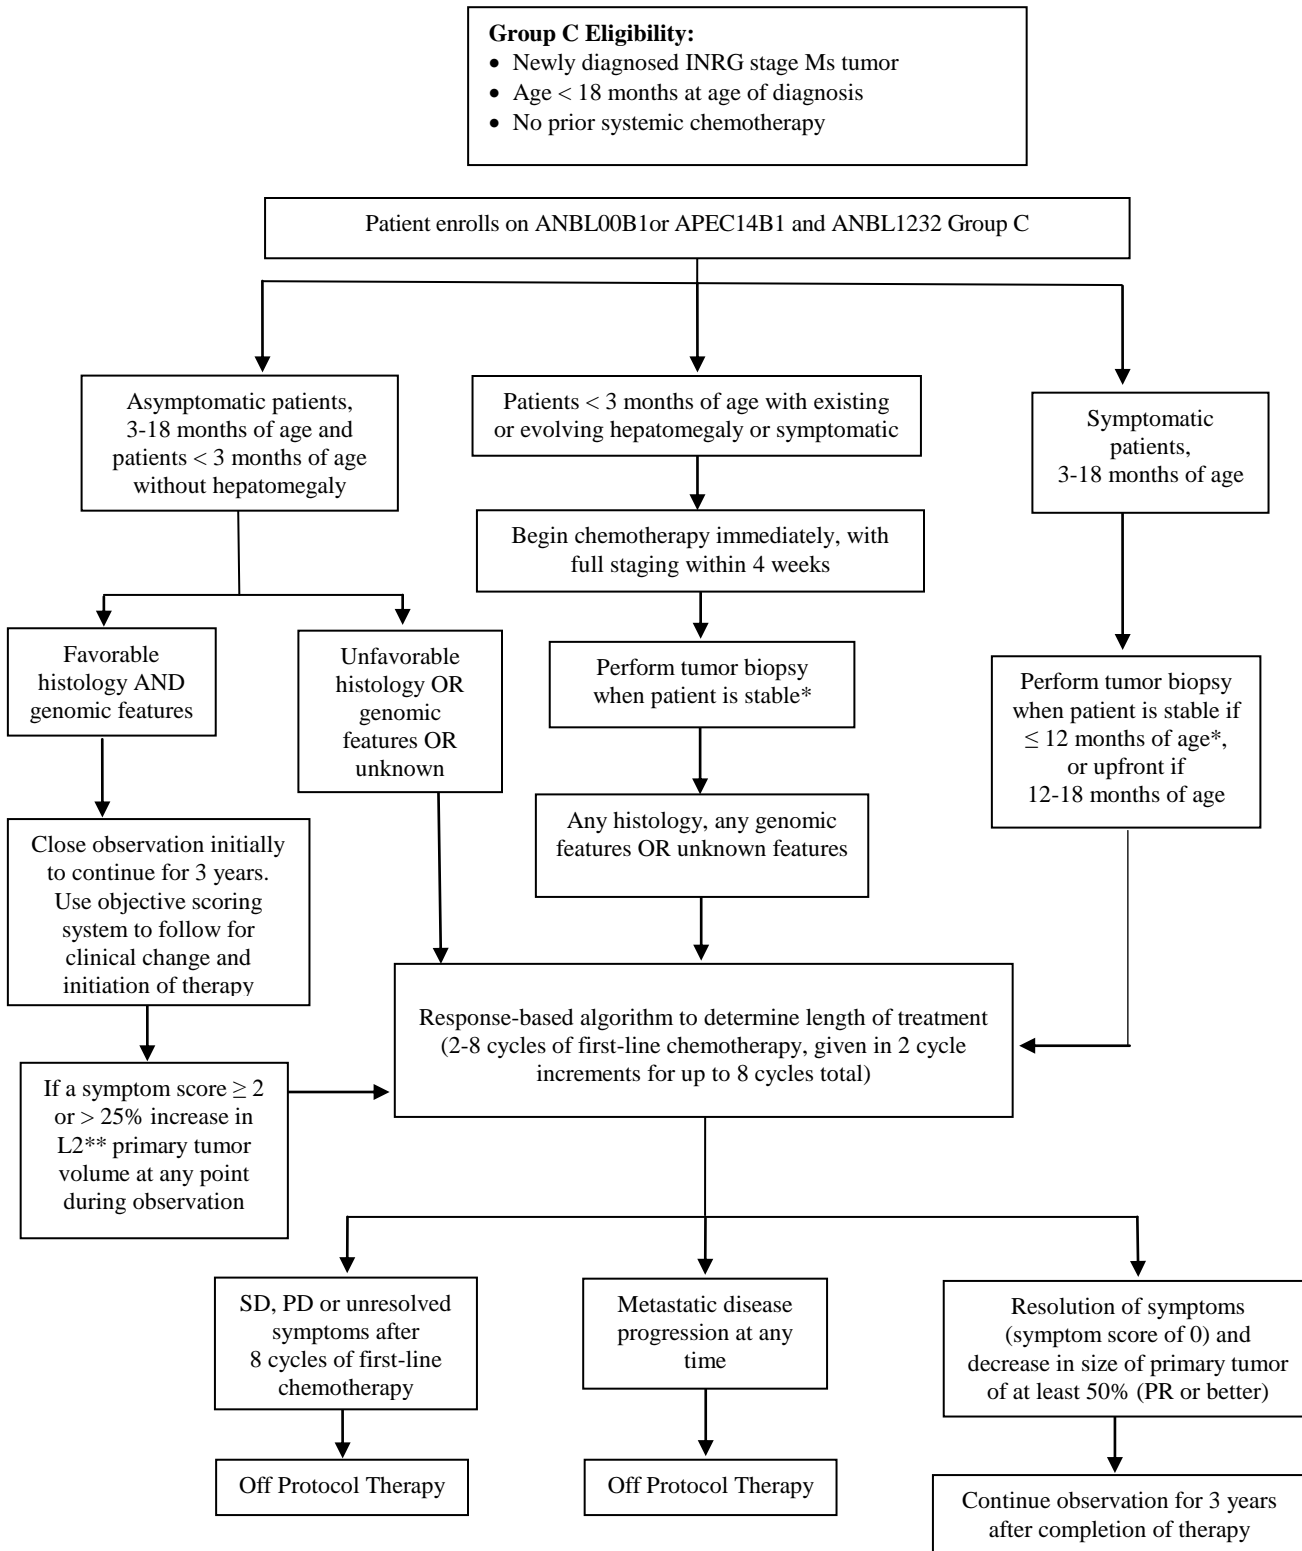 Group C Eligibility:
• Newly diagnosed INRG stage Ms tumor
• Age < 18 months at age of diagnosis
• No prior systemic chemotherapy
Patient enrolls on ANBL00B1or APEC14B1 and ANBL1232 Group C
Asymptomatic patients,
3-18 months of age and
patients < 3 months of age
without hepatomegaly
Patients < 3 months of age with existing
or evolving hepatomegaly or symptomatic
Symptomatic
patients,
3-18 months of age
Begin chemotherapy immediately, with
full staging within 4 weeks
Favorable
histology AND
genomic features
Unfavorable
histology OR
genomic
features OR
unknown
Perform tumor biopsy
when patient is stable*
Perform tumor biopsy
when patient is stable if
≤ 12 months of age*,
or upfront if
12-18 months of age
Any histology, any genomic
features OR unknown features
Close observation initially
to continue for 3 years.
Use objective scoring
system to follow for
clinical change and
initiation of therapy
Response-based algorithm to determine length of treatment
(2-8 cycles of first-line chemotherapy, given in 2 cycle
increments for up to 8 cycles total)
If a symptom score ≥ 2
or > 25% increase in
L2** primary tumor
volume at any point
during observation
SD, PD or unresolved
symptoms after
8 cycles of first-line
chemotherapy
Metastatic disease
progression at any
time
Resolution of symptoms
(symptom score of 0) and
decrease in size of primary tumor
of at least 50% (PR or better)
Off Protocol Therapy
Off Protocol Therapy
Continue observation for 3 years
after completion of therapy